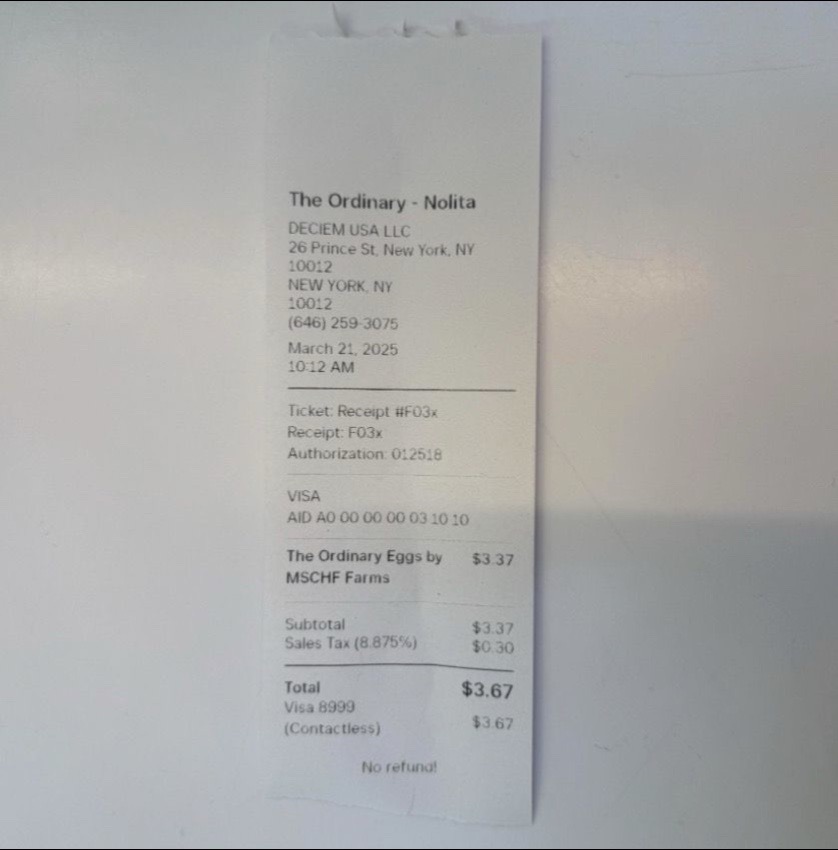 The Ordinary - Nolita
DECIEM USA LLC
26 Prince St, New York, NY
10012
NEW YORK, NY
10012
(646) 259-3075
March 21, 2025
10:12 AM
Ticket: Receipt #F03x
Receipt: F03x
Authorization: 012518
VISA
AID A0 00 00 00 03 10 10
The Ordinary Eggs by $3.37
MSCHF Farms
Subtotal $3.37
Sales Tax (8.875%) $0.30
Total $3.67
Visa 8999
(Contactless) $3.67
No refund!